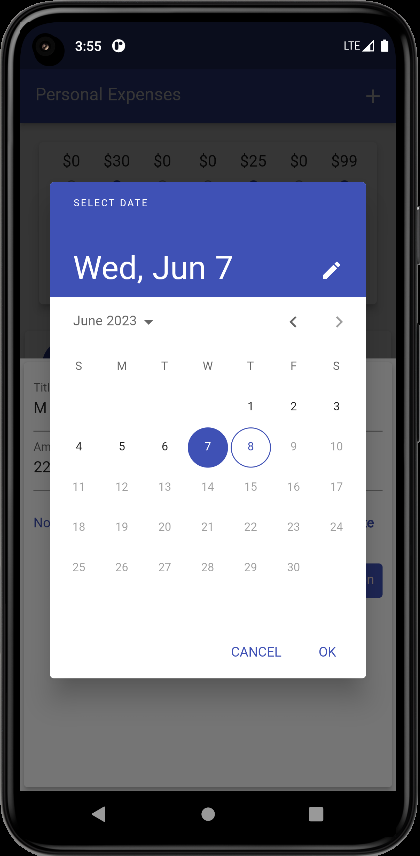 3:55 LTE
Personal Expenses +
$0 $30 $0 $0 $25 $0 $99
SELECT DATE
Wed, Jun 7
June 2023
S M T W T F S
1 2 3
4 5 6 7 8 9 10
11 12 13 14 15 16 17
18 19 20 21 22 23 24
25 26 27 28 29 30
Titl
M
Am
22
No te
n
CANCEL OK